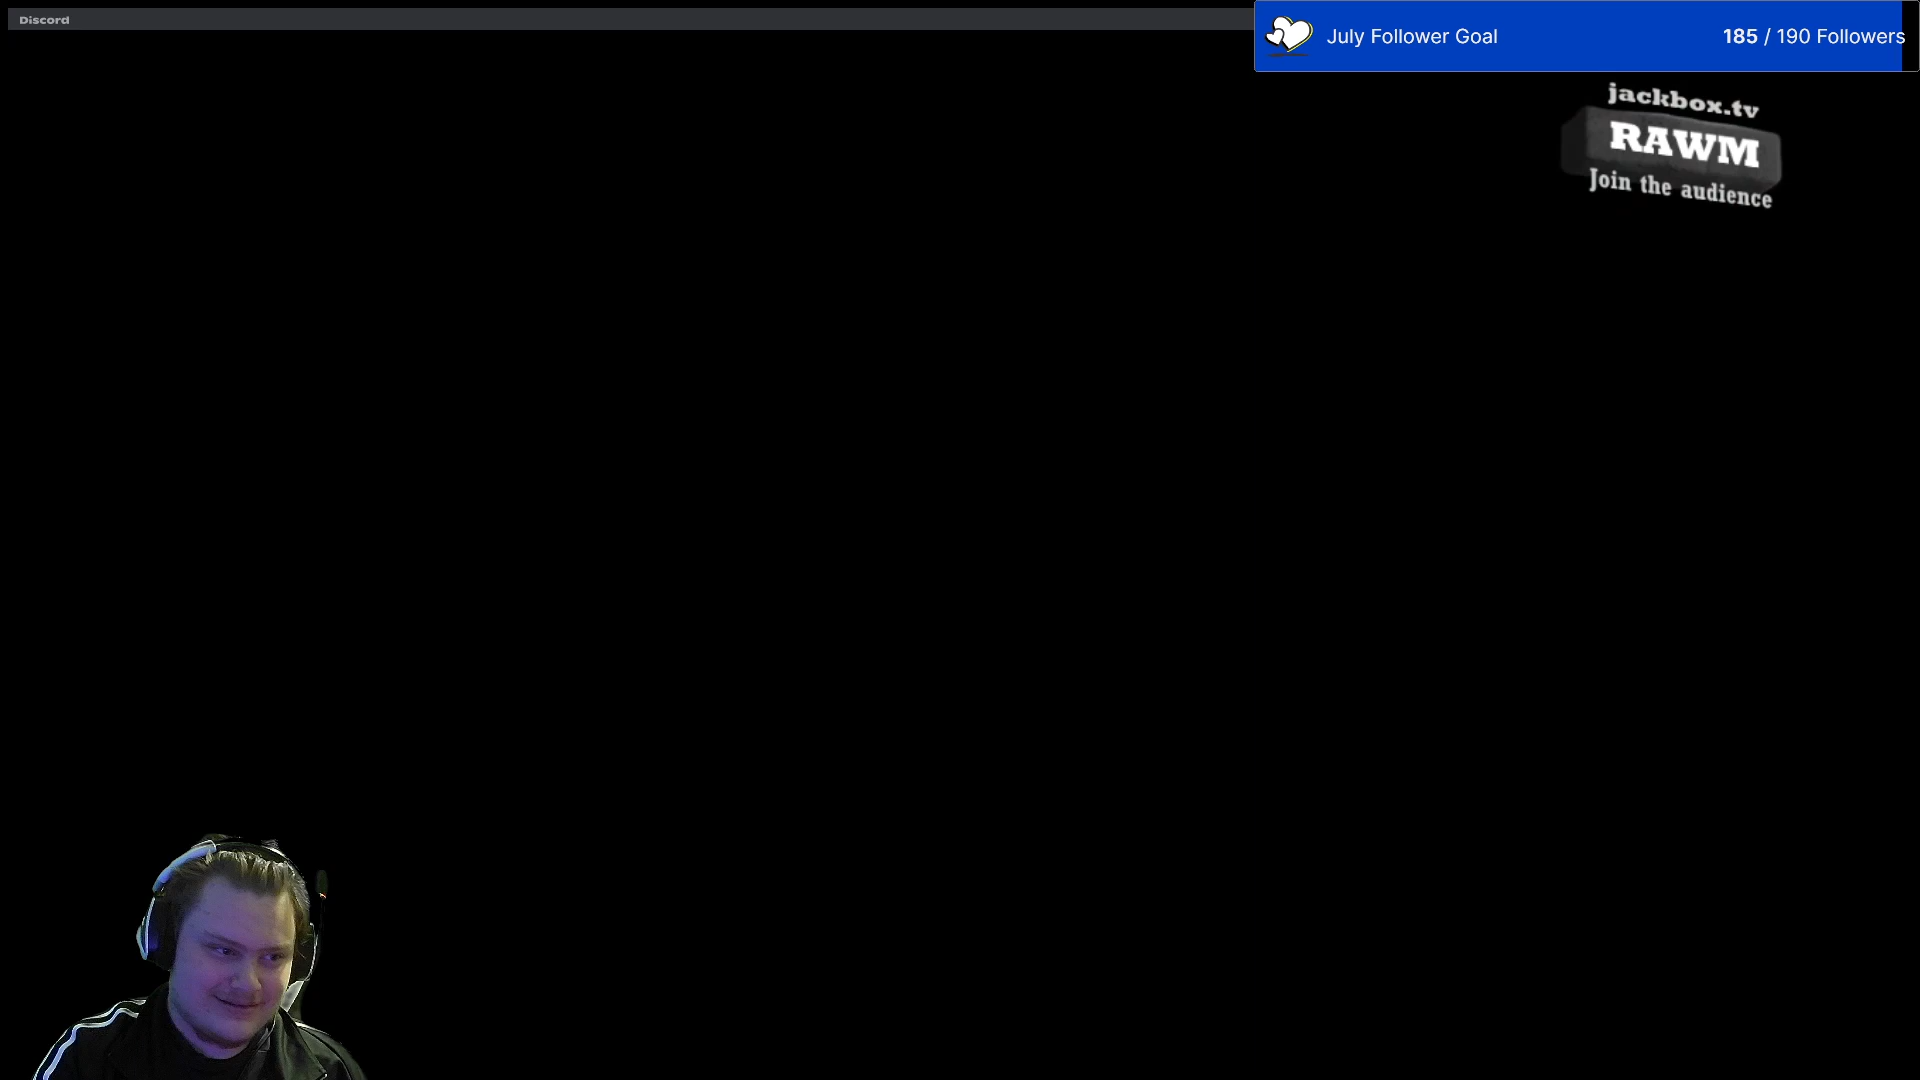 Discord
July Follower Goal
185 / 190 Followers
jackbox.tv
RAWM
Join the audience